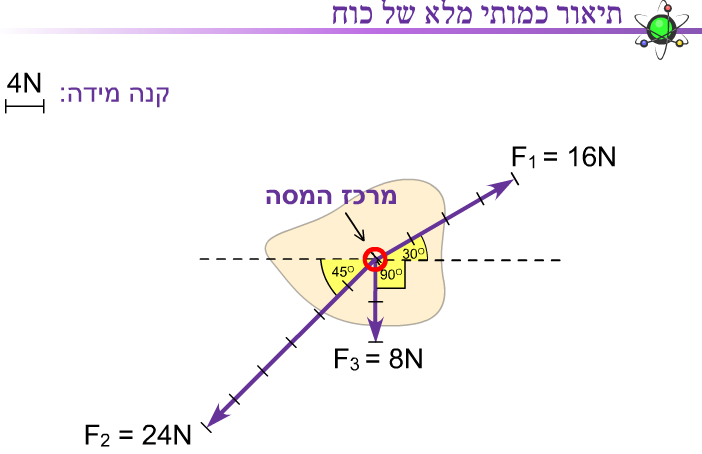 תיאור כמותי מלא של כוח
קנה מידה:
4N
F₁ = 16N
מרכז המסה
30°
45°
90°
F₃ = 8N
F₂ = 24N